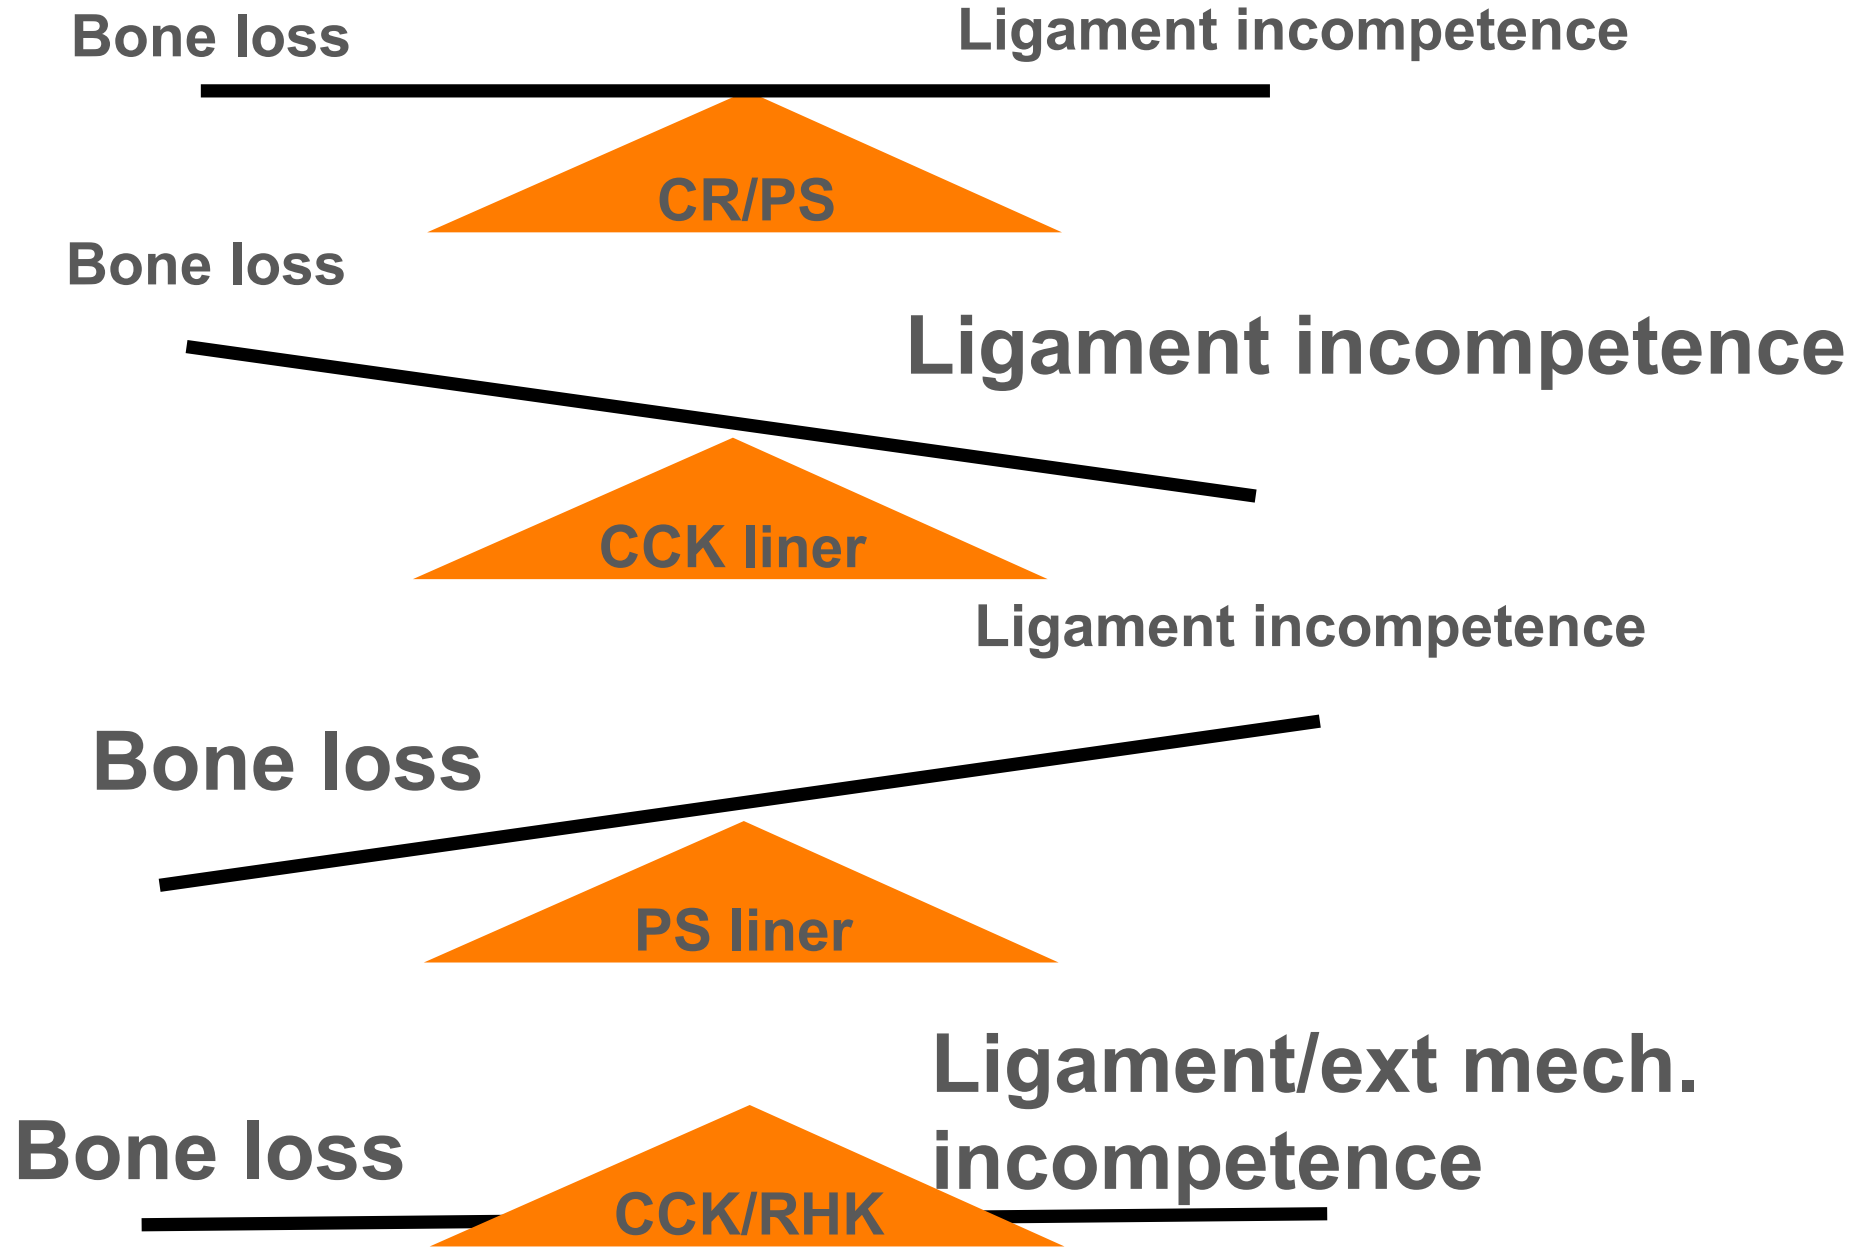 Bone loss
Ligament incompetence
CR/PS
Bone loss
Ligament incompetence
CCK liner
Ligament incompetence
Bone loss
PS liner
Ligament/ext mech.
incompetence
Bone loss
CCK/RHK